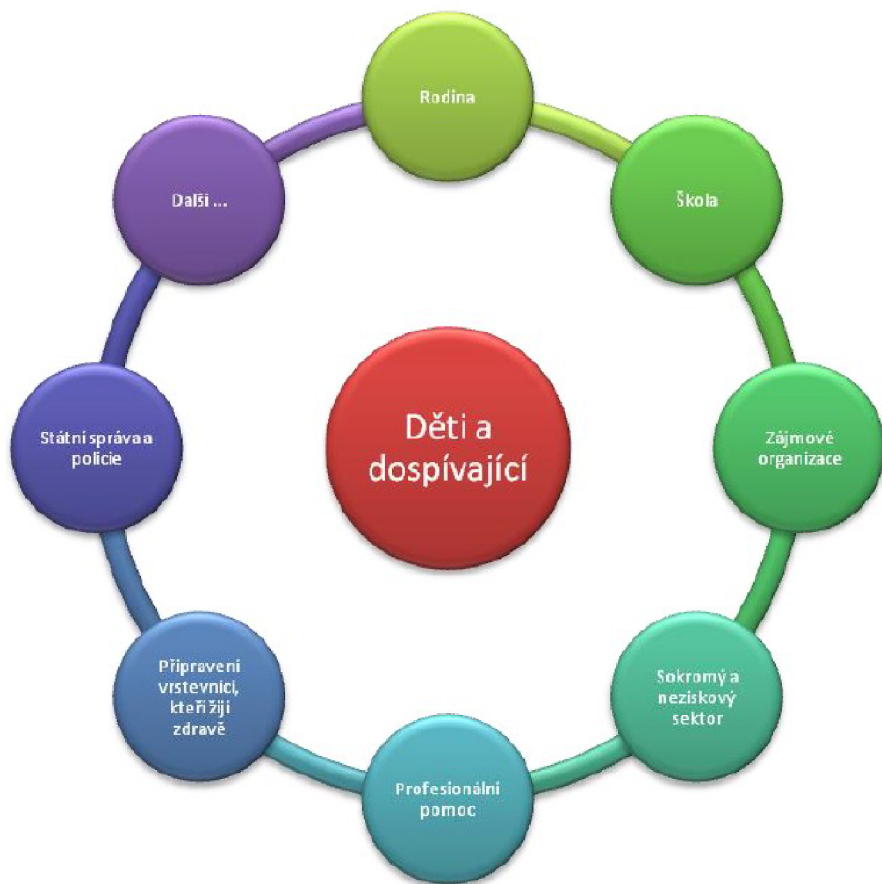 Rodina
Škola
Zájmové
organizace
Sokromý a
neziskový
sektor
Profesionální
pomoc
Připravení
vrstevníci,
kteří žijí
zdravě
Státní správa a
policie
Další ...
Děti a
dospívající